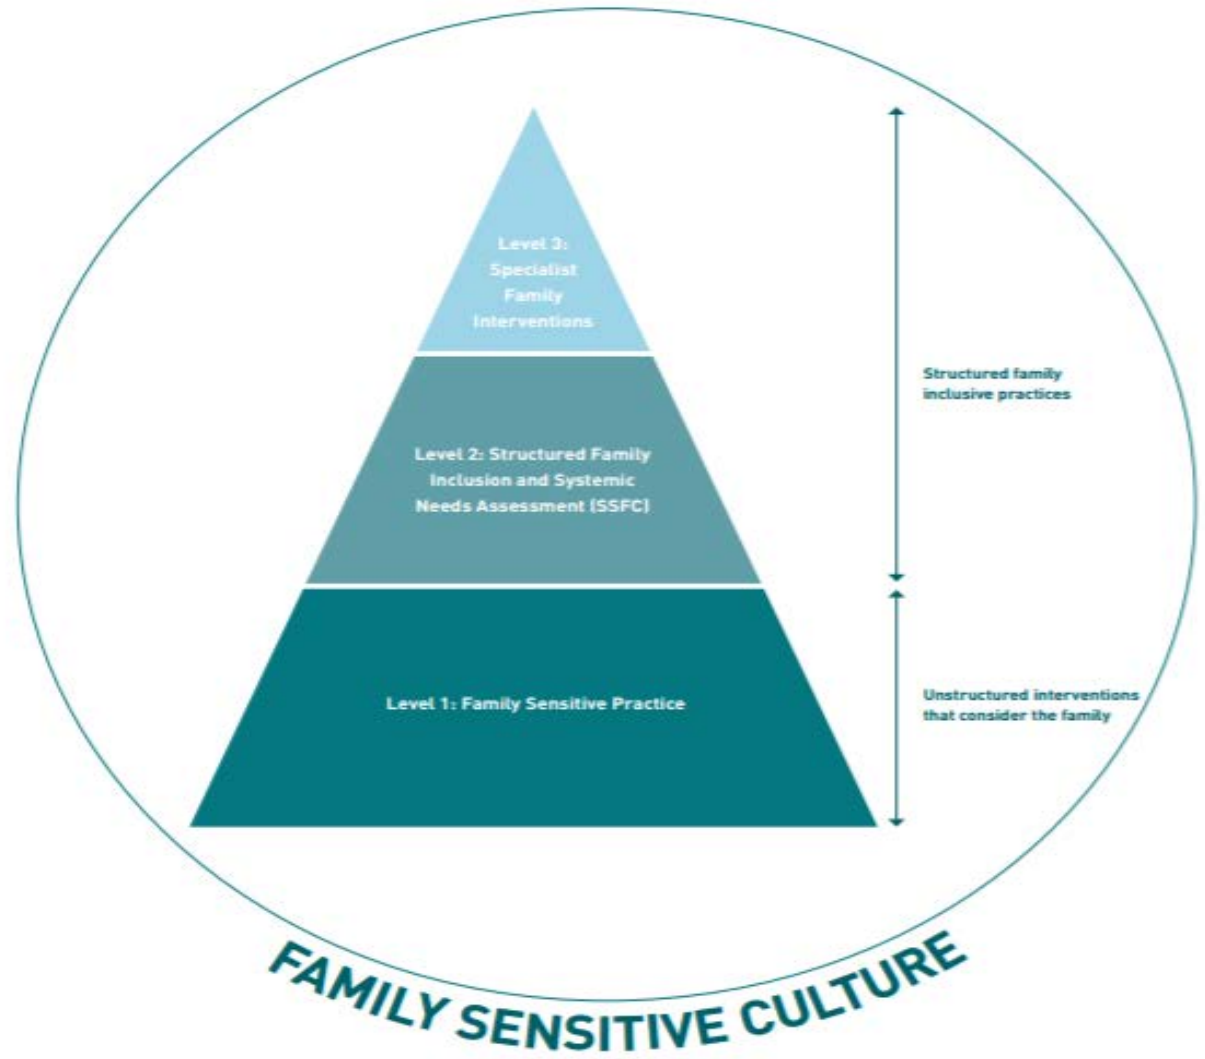 Level 3:
Specialist
Family
Interventions
Structured family
inclusive practices
Level 2: Structured Family
Inclusion and Systemic
Needs Assessment (SSFC)
Level 1: Family Sensitive Practice
Unstructured interventions
that consider the family
FAMILY SENSITIVE CULTURE